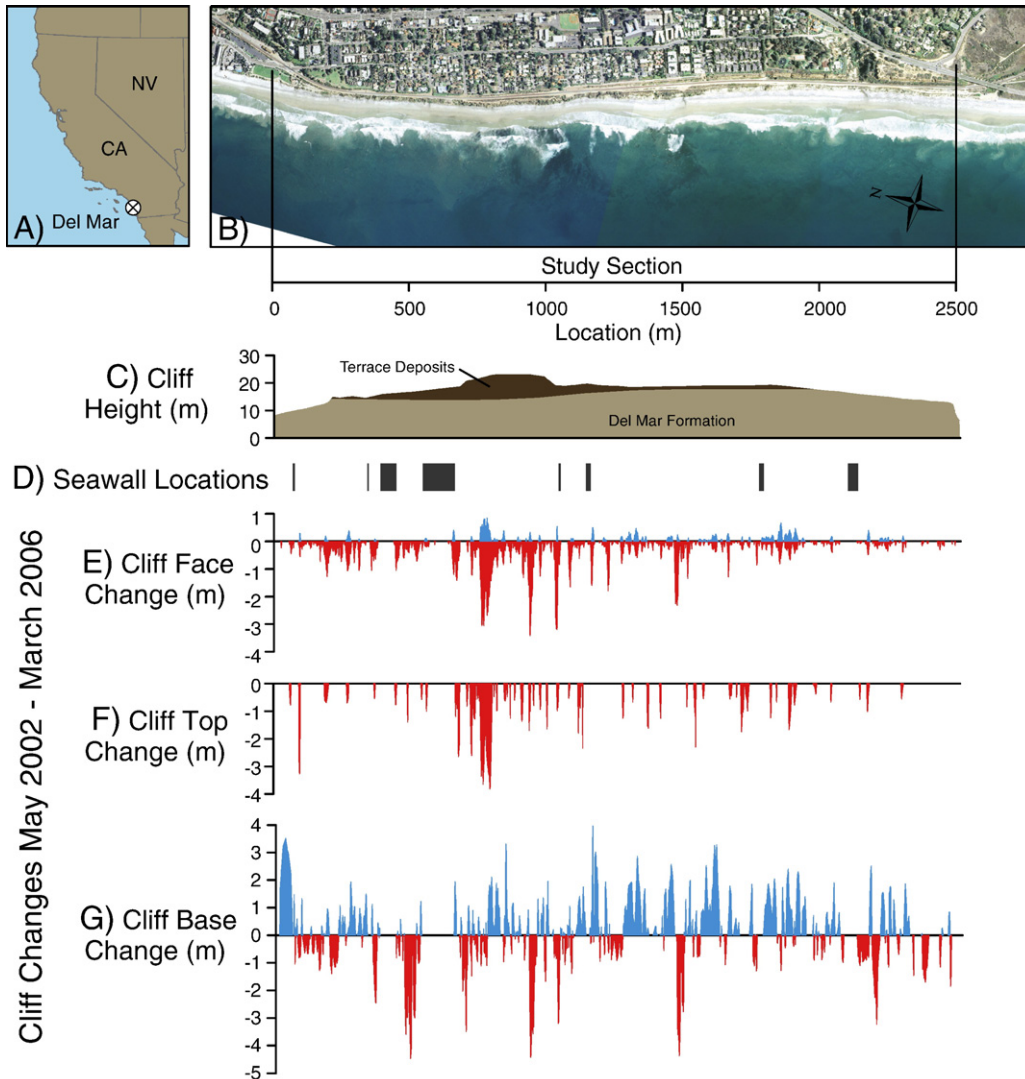 NV
CA
Del Mar
A)
B)
N
Study Section
0 500 1000 1500 2000 2500
Location (m)
C) Cliff
Height (m)
30
20
10
0
Terrace Deposits
Del Mar Formation
D) Seawall Locations
Cliff Changes May 2002 - March 2006
E) Cliff Face
Change (m)
1
0
-1
-2
-3
-4
F) Cliff Top
Change (m)
0
-1
-2
-3
-4
G) Cliff Base
Change (m)
4
3
2
1
0
-1
-2
-3
-4
-5